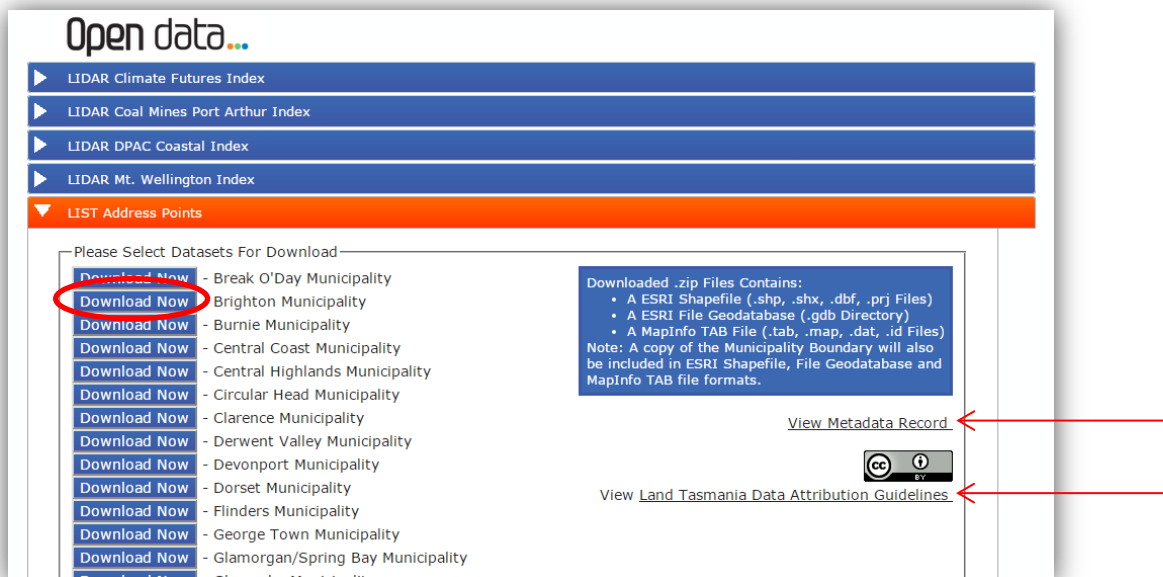 Open data...
LIDAR Climate Futures Index
LIDAR Coal Mines Port Arthur Index
LIDAR DPAC Coastal Index
LIDAR Mt. Wellington Index
LIST Address Points
Please Select Datasets For Download
Download Now - Break O'Day Municipality
Download Now - Brighton Municipality
Download Now - Burnie Municipality
Download Now - Central Coast Municipality
Download Now - Central Highlands Municipality
Download Now - Circular Head Municipality
Download Now - Clarence Municipality
Download Now - Derwent Valley Municipality
Download Now - Devonport Municipality
Download Now - Dorset Municipality
Download Now - Flinders Municipality
Download Now - George Town Municipality
Download Now - Glamorgan/Spring Bay Municipality
Downloaded .zip Files Contains:
• A ESRI Shapefile (.shp, .shx, .dbf, .prj Files)
• A ESRI File Geodatabase (.gdb Directory)
• A MapInfo TAB File (.tab, .map, .dat, .id Files)
Note: A copy of the Municipality Boundary will also
be included in ESRI Shapefile, File Geodatabase and
MapInfo TAB file formats.
View Metadata Record
cc BY
View Land Tasmania Data Attribution Guidelines